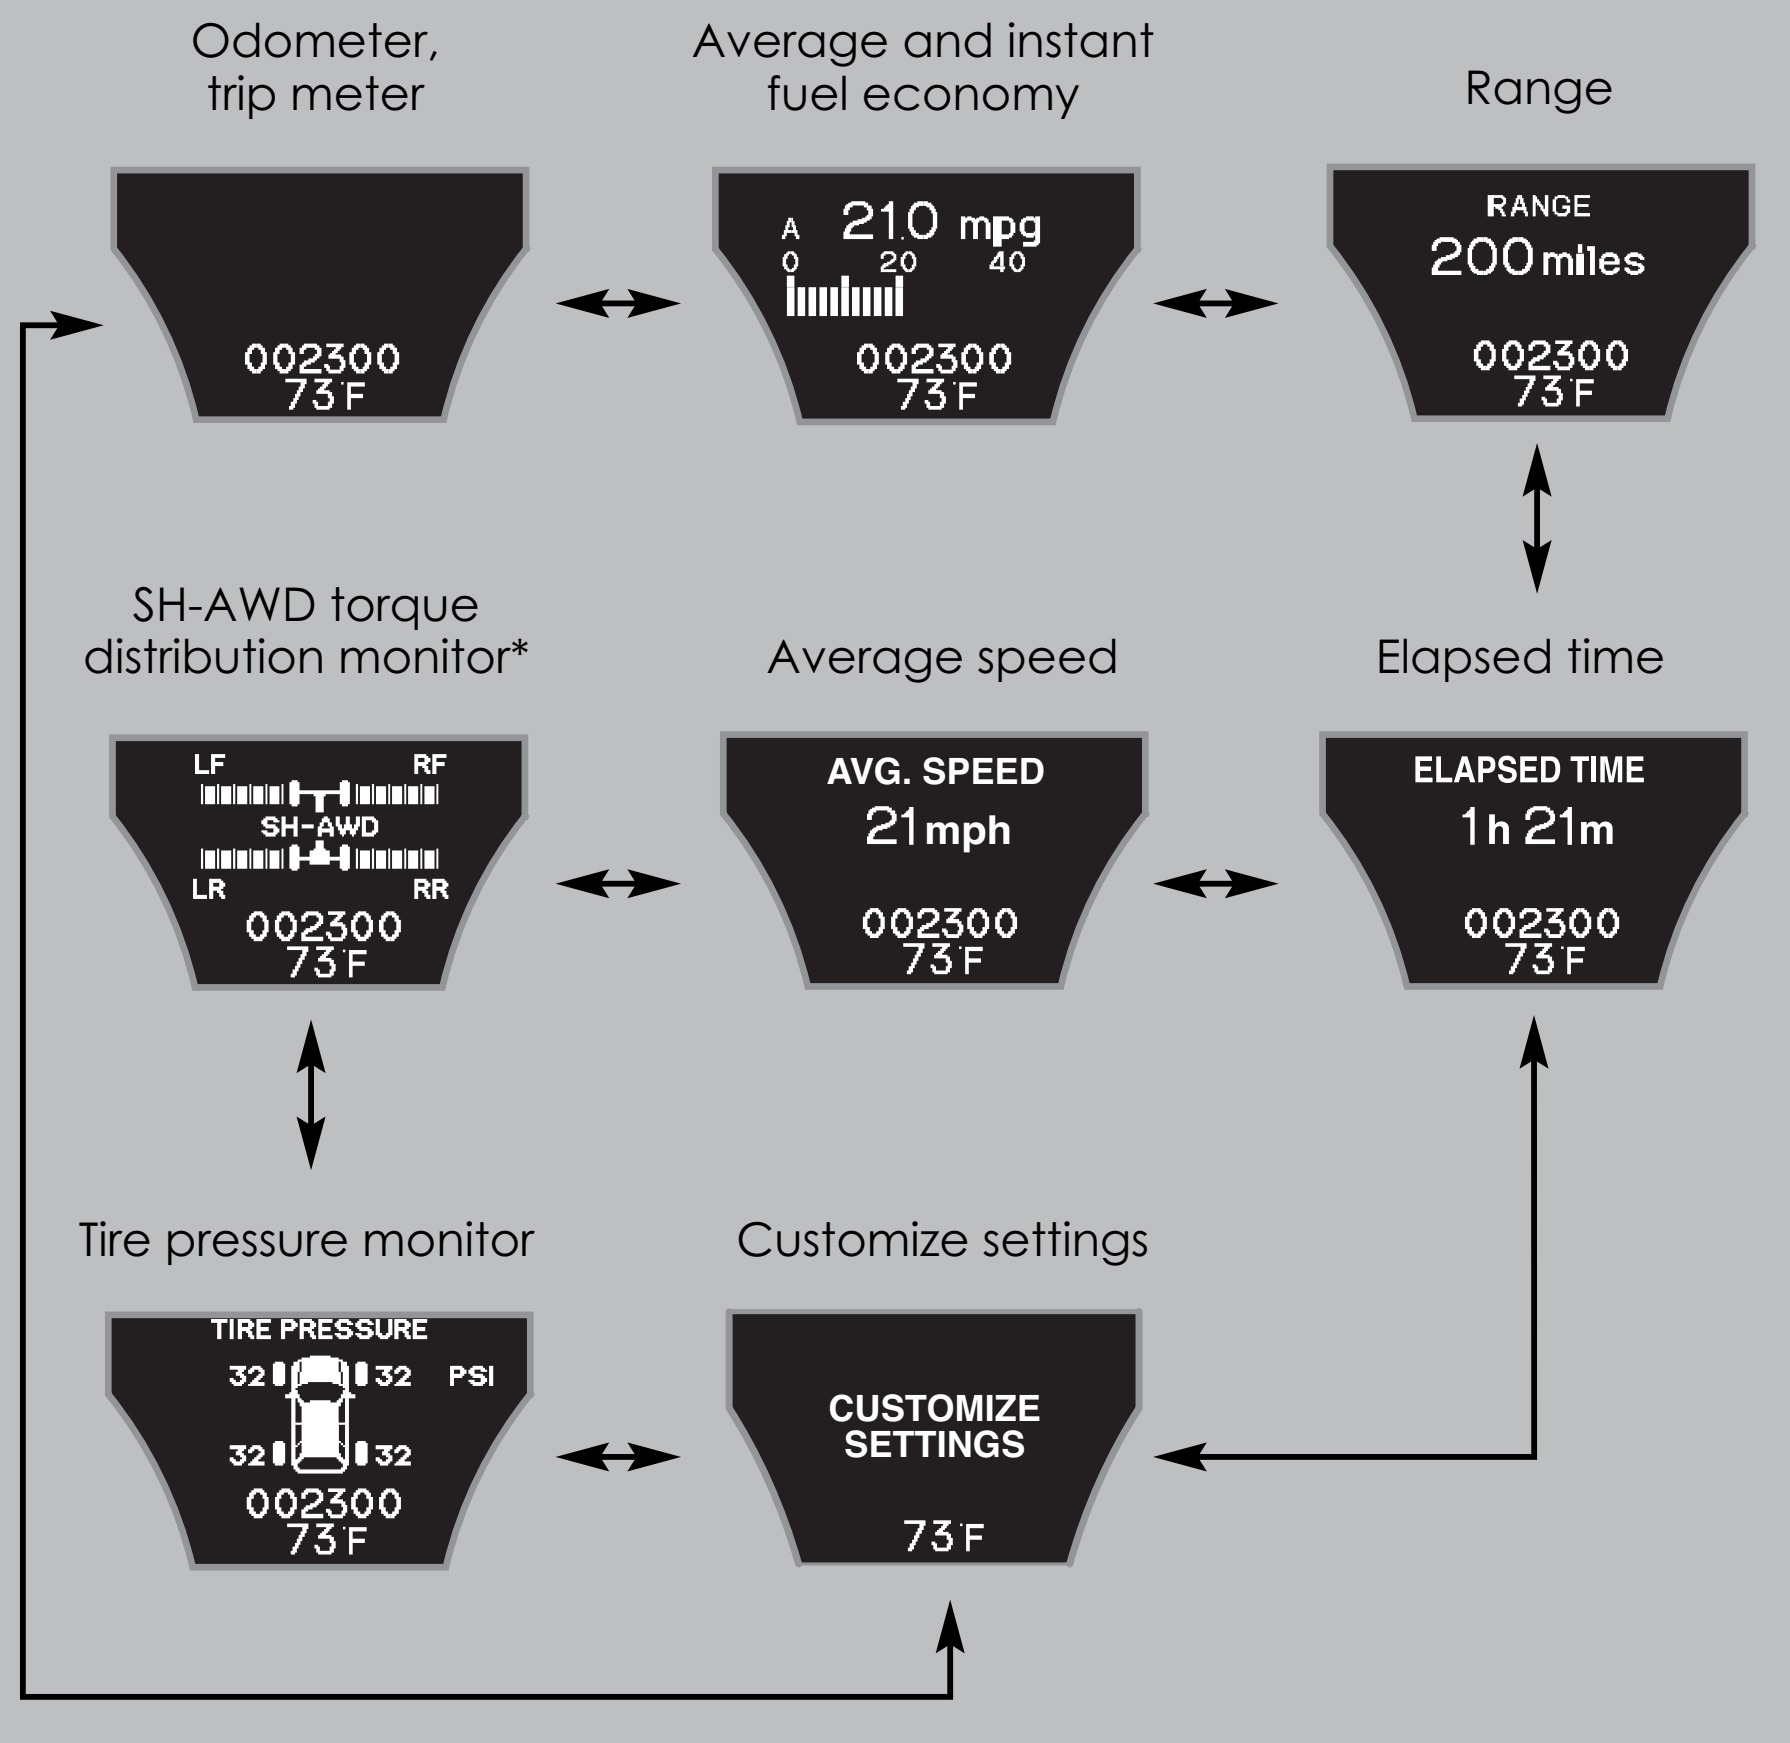 Odometer,
trip meter
002300
73°F
Average and instant
fuel economy
A 21.0 mpg
0 20 40
002300
73°F
Range
RANGE
200 miles
002300
73°F
SH-AWD torque
distribution monitor*
LF RF
SH-AWD
LR RR
002300
73°F
Average speed
AVG. SPEED
21 mph
002300
73°F
Elapsed time
ELAPSED TIME
1h 21m
002300
73°F
Tire pressure monitor
TIRE PRESSURE
32 32 PSI
32 32
002300
73°F
Customize settings
CUSTOMIZE
SETTINGS
73°F